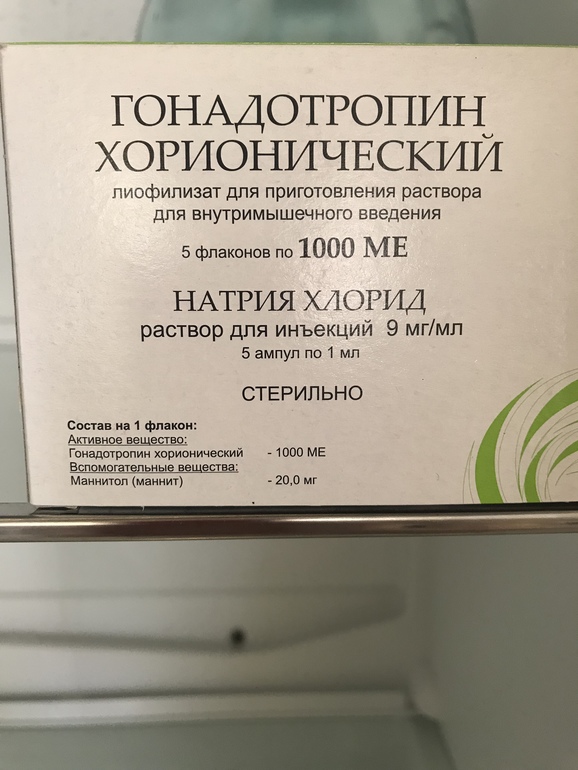 ГОНАДОТРОПИН
ХОРИОНИЧЕСКИЙ
лиофилизат для приготовления раствора
для внутримышечного введения
5 флаконов по 1000 МЕ
НАТРИЯ ХЛОРИД
раствор для инъекций 9 мг/мл
5 ампул по 1 мл
СТЕРИЛЬНО
Состав на 1 флакон:
Активное вещество:
Гонадотропин хорионический - 1000 МЕ
Вспомогательные вещества:
Маннитол (маннит) - 20,0 мг